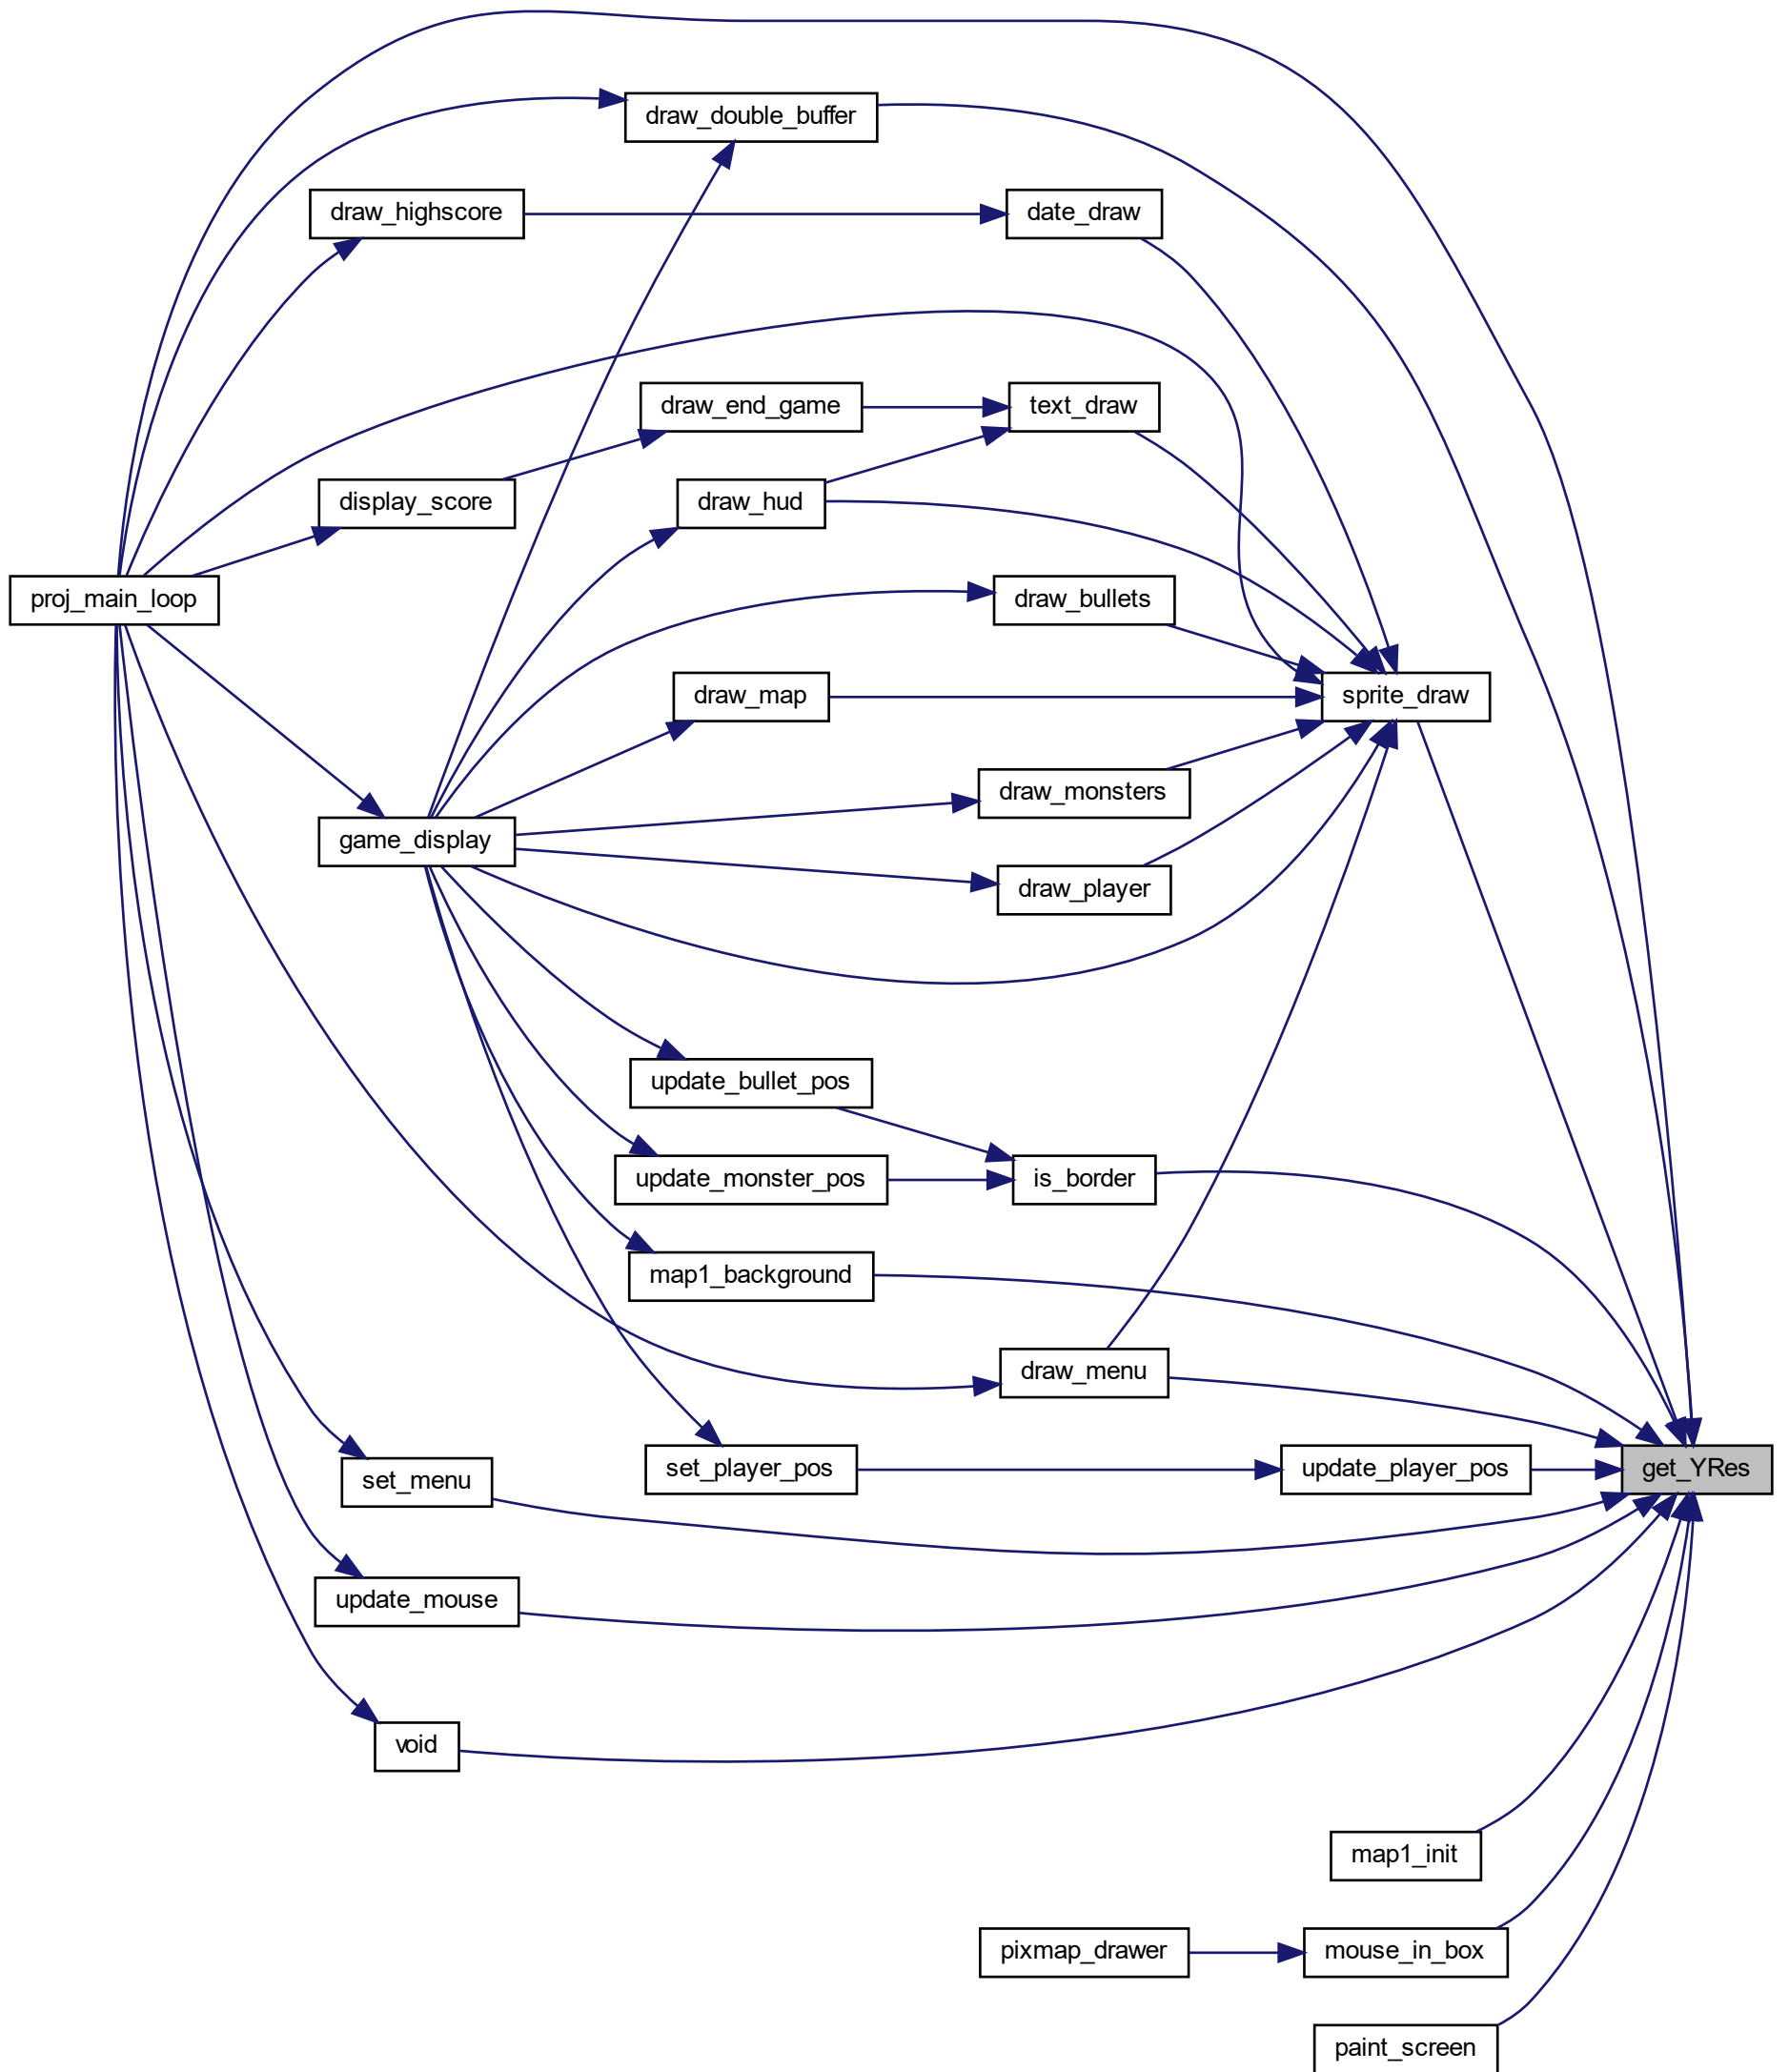 draw_double_buffer
draw_highscore
date_draw
draw_end_game
text_draw
display_score
draw_hud
proj_main_loop
draw_bullets
draw_map
sprite_draw
draw_monsters
game_display
draw_player
update_bullet_pos
update_monster_pos
is_border
map1_background
draw_menu
set_menu
set_player_pos
update_player_pos
get_YRes
update_mouse
void
map1_init
pixmap_drawer
mouse_in_box
paint_screen